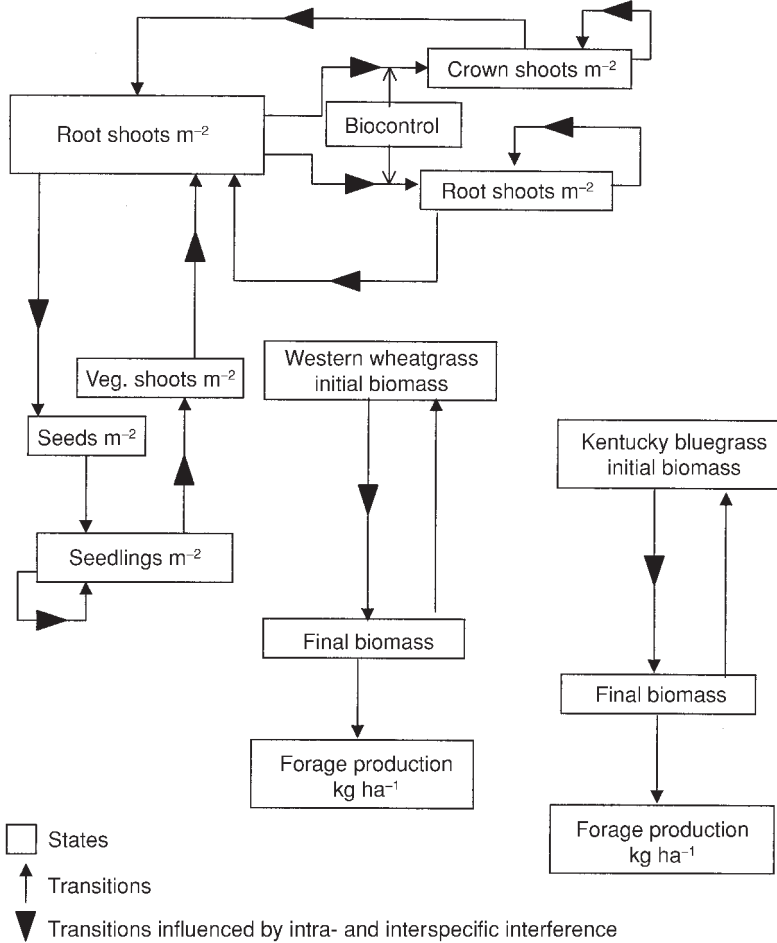 Crown shoots m⁻²
Root shoots m⁻²
Biocontrol
Root shoots m⁻²
Western wheatgrass
initial biomass
Veg. shoots m⁻²
Seeds m⁻²
Kentucky bluegrass
initial biomass
Seedlings m⁻²
Final biomass
Final biomass
Forage production
kg ha⁻¹
Forage production
kg ha⁻¹
States
Transitions
Transitions influenced by intra- and interspecific interference